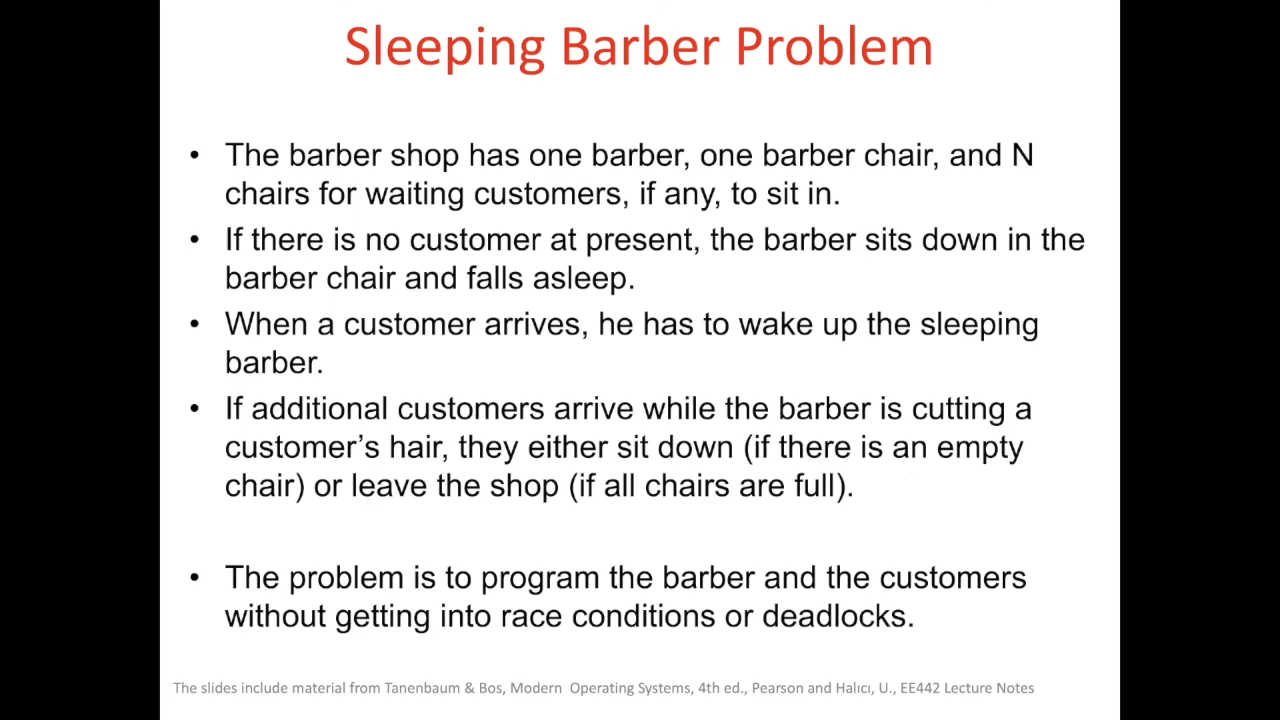 Sleeping Barber Problem
• The barber shop has one barber, one barber chair, and N
chairs for waiting customers, if any, to sit in.
• If there is no customer at present, the barber sits down in the
barber chair and falls asleep.
• When a customer arrives, he has to wake up the sleeping
barber.
• If additional customers arrive while the barber is cutting a
customer’s hair, they either sit down (if there is an empty
chair) or leave the shop (if all chairs are full).
• The problem is to program the barber and the customers
without getting into race conditions or deadlocks.
The slides include material from Tanenbaum & Bos, Modern Operating Systems, 4th ed., Pearson and Halıcı, U., EE442 Lecture Notes